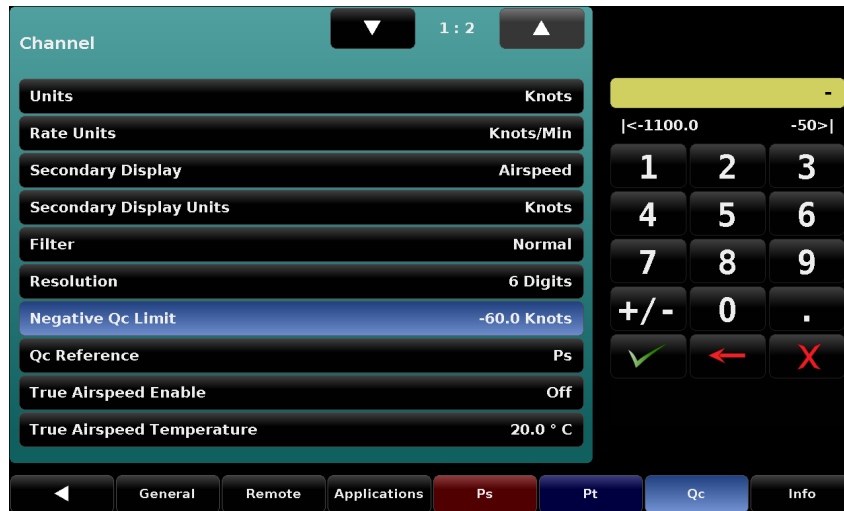 Channel
1 : 2
Units Knots
Rate Units Knots/Min
Secondary Display Airspeed
Secondary Display Units Knots
Filter Normal
Resolution 6 Digits
Negative Qc Limit -60.0 Knots
Qc Reference Ps
True Airspeed Enable Off
True Airspeed Temperature 20.0 ° C
-
|<-1100.0 -50>|
1 2 3
4 5 6
7 8 9
+/- 0 .
X
General Remote Applications Ps Pt Qc Info